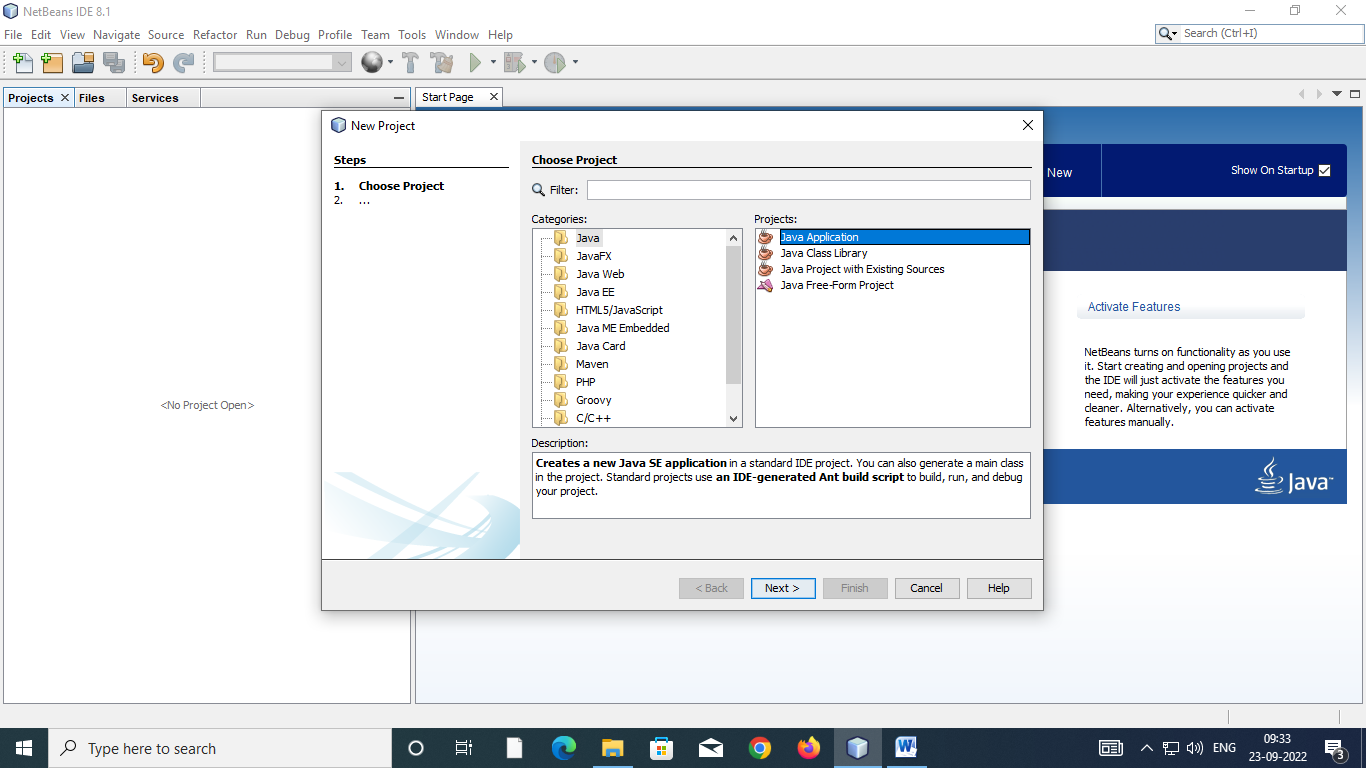 NetBeans IDE 8.1
File Edit View Navigate Source Refactor Run Debug Profile Team Tools Window Help
Search (Ctrl+I)
Projects Files Services
Start Page
New Project
Steps
1. Choose Project
2. ...
Choose Project
Filter:
Categories:
Java
JavaFX
Java Web
Java EE
HTML5/JavaScript
Java ME Embedded
Java Card
Maven
PHP
Groovy
C/C++
Projects:
Java Application
Java Class Library
Java Project with Existing Sources
Java Free-Form Project
Description:
Creates a new Java SE application in a standard IDE project. You can also generate a main class
in the project. Standard projects use an IDE-generated Ant build script to build, run, and debug
your project.
< Back Next > Finish Cancel Help
<No Project Open>
New
Show On Startup
Activate Features
NetBeans turns on functionality as you use
it. Start creating and opening projects and
the IDE will just activate the features you
need, making your experience quicker and
cleaner. Alternatively, you can activate
features manually.
Java™
Type here to search
W
ENG
09:33
23-09-2022
3